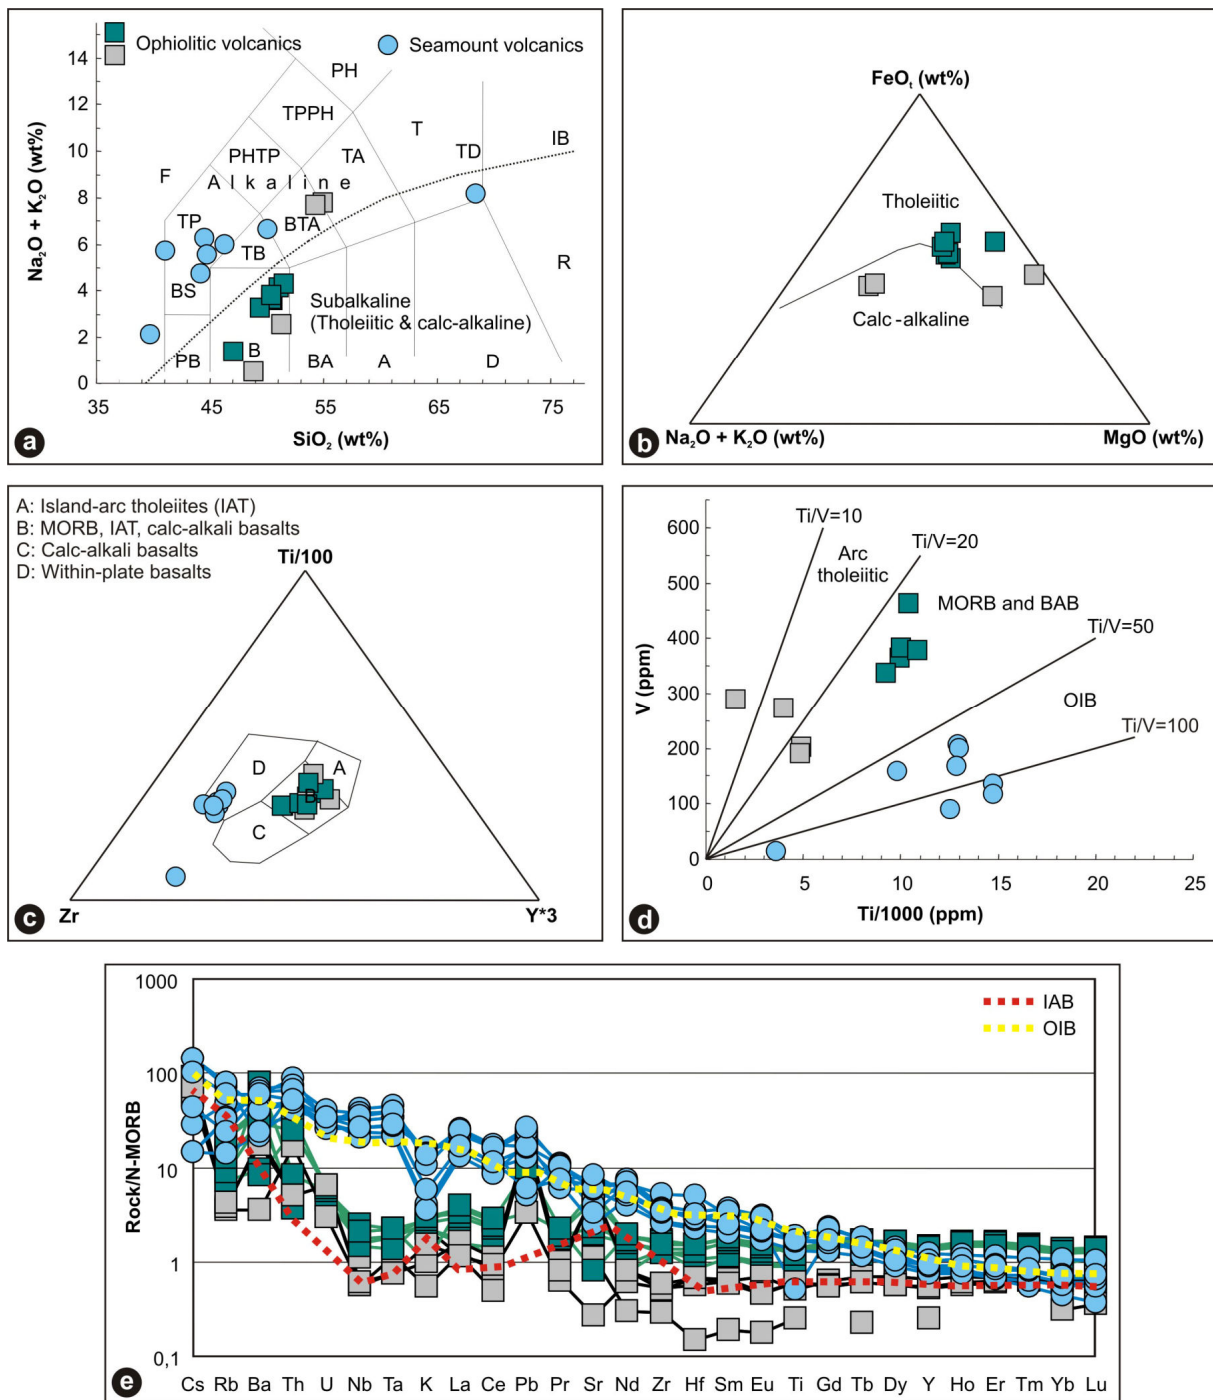 Ophiolitic volcanics
Seamount volcanics
14
12
10
8
6
4
2
0
Na₂O + K₂O (wt%)
PH
TPPH
T
IB
PHTP
TA
TD
F
Alkaline
TP
BTA
TB
BS
R
Subalkaline
(Tholeiitic & calc-alkaline)
PB
B
BA
A
D
35
45
55
65
75
SiO₂ (wt%)
a
FeOₜ (wt%)
Tholeiitic
Calc-alkaline
Na₂O + K₂O (wt%)
MgO (wt%)
b
A: Island-arc tholeiites (IAT)
B: MORB, IAT, calc-alkali basalts
C: Calc-alkali basalts
D: Within-plate basalts
Ti/100
D
A
B
C
Zr
Y*3
c
600
500
400
300
200
100
0
V (ppm)
Ti/V=10
Ti/V=20
Arc
tholeiitic
MORB and BAB
Ti/V=50
OIB
Ti/V=100
0
5
10
15
20
25
Ti/1000 (ppm)
d
1000
100
10
1
0,1
Rock/N-MORB
IAB
OIB
Cs Rb Ba Th U Nb Ta K La Ce Pb Pr Sr Nd Zr Hf Sm Eu Ti Gd Tb Dy Y Ho Er Tm Yb Lu
e